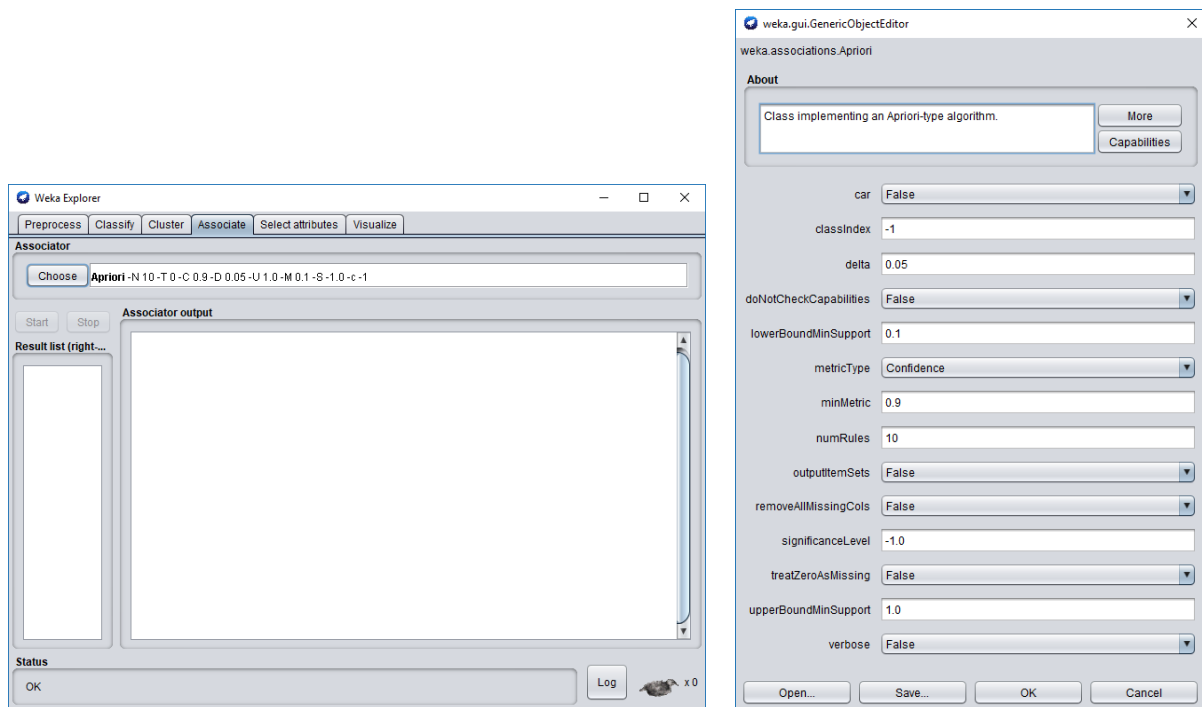 Weka Explorer
Preprocess Classify Cluster Associate Select attributes Visualize
Associator
Choose Apriori -N 10 -T 0 -C 0.9 -D 0.05 -U 1.0 -M 0.1 -S -1.0 -c -1
Start Stop
Associator output
Result list (right-...
Status
OK
Log
x 0
weka.gui.GenericObjectEditor
weka.associations.Apriori
About
Class implementing an Apriori-type algorithm.
More
Capabilities
car False
classIndex -1
delta 0.05
doNotCheckCapabilities False
lowerBoundMinSupport 0.1
metricType Confidence
minMetric 0.9
numRules 10
outputItemSets False
removeAllMissingCols False
significanceLevel -1.0
treatZeroAsMissing False
upperBoundMinSupport 1.0
verbose False
Open... Save... OK Cancel